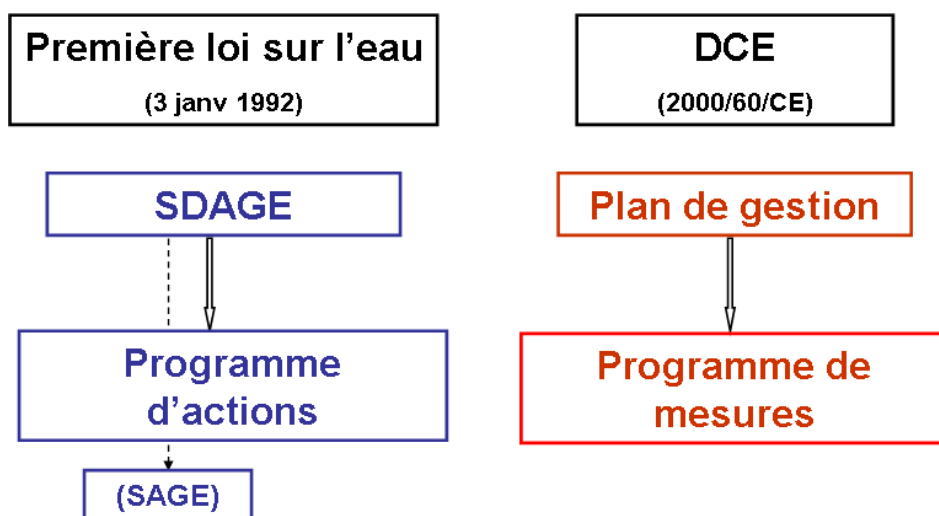 Première loi sur l'eau
(3 janv 1992)
DCE
(2000/60/CE)
SDAGE
Plan de gestion
Programme
d'actions
Programme de
mesures
(SAGE)